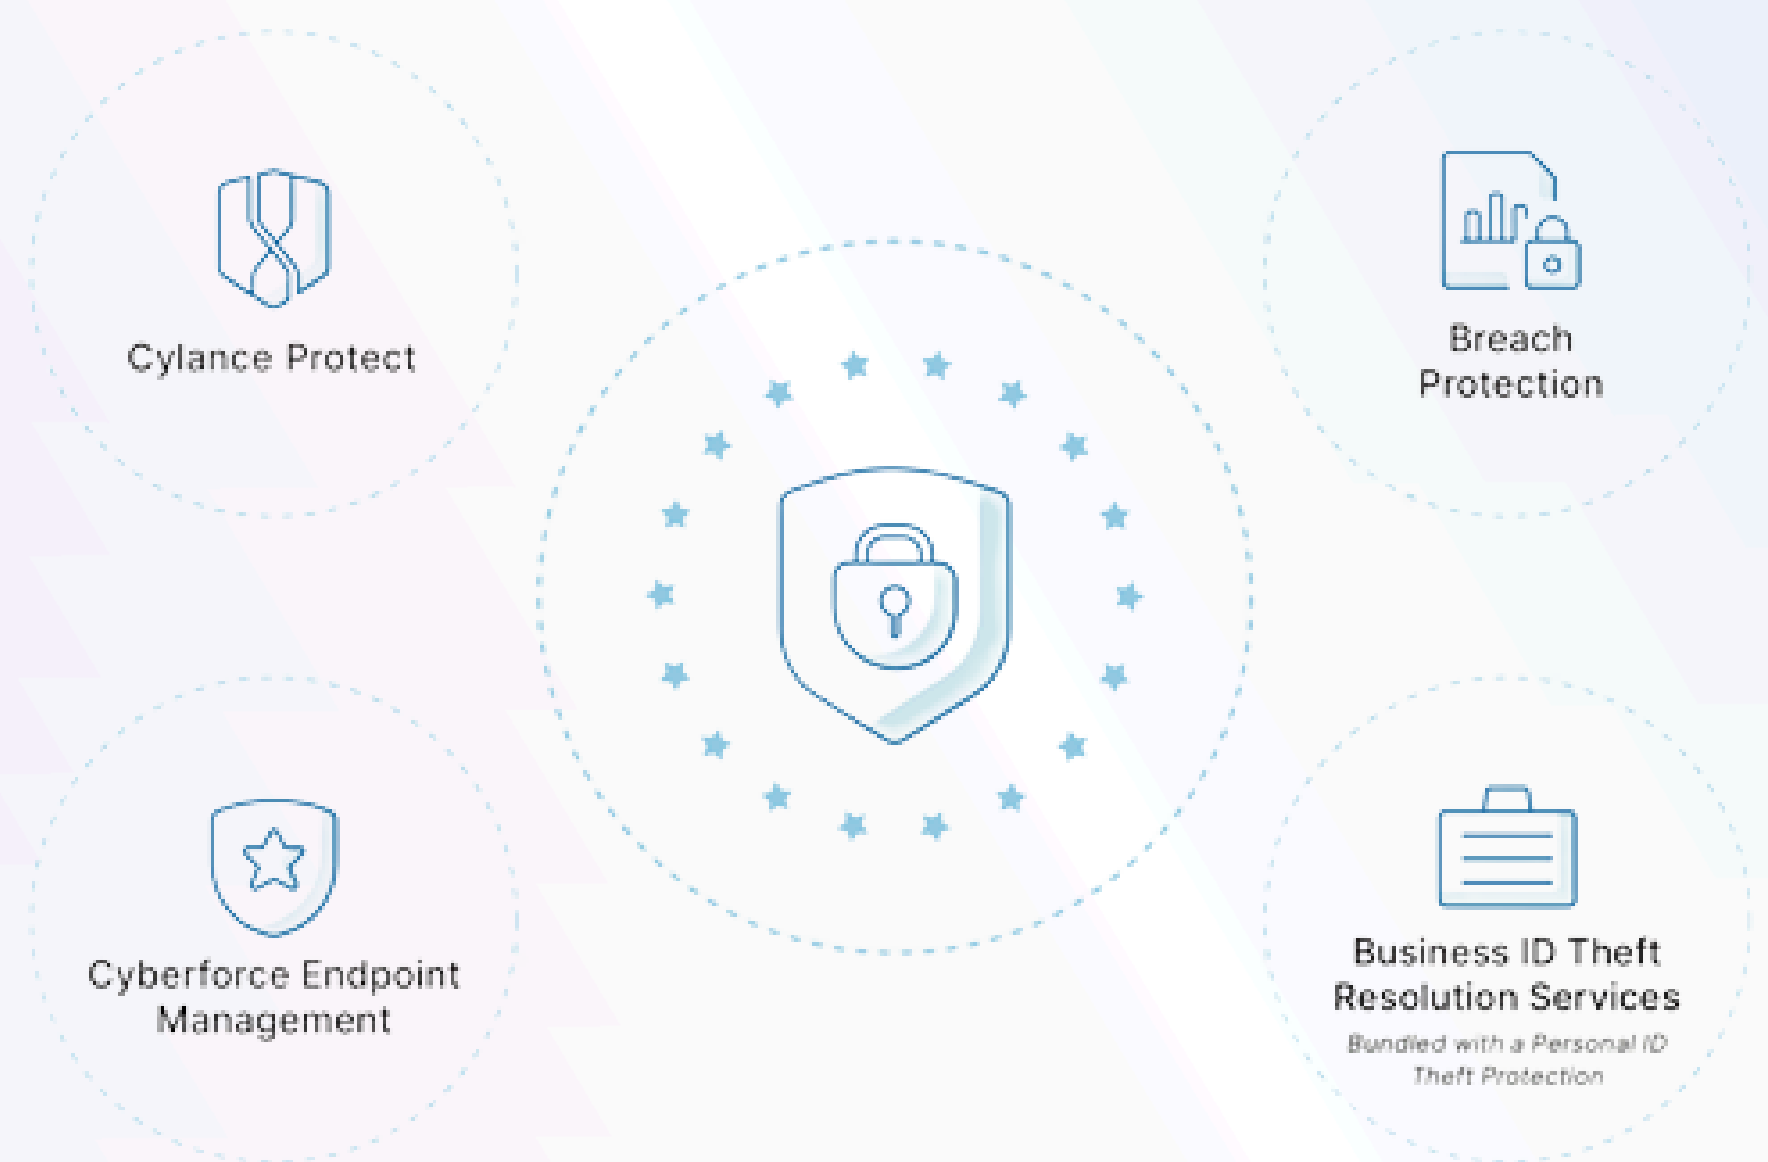 Cylance Protect
Breach
Protection
Cyberforce Endpoint
Management
Business ID Theft
Resolution Services
Bundled with a Personal ID
Theft Protection